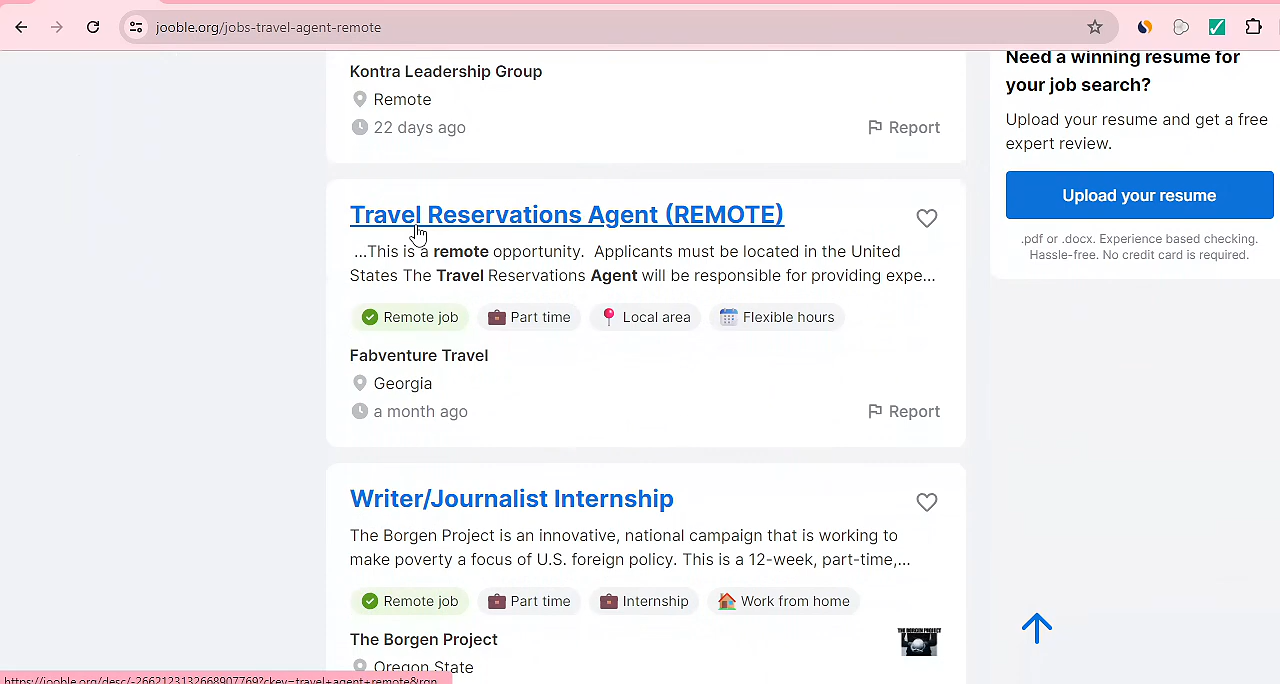 jooble.org/jobs-travel-agent-remote
Kontra Leadership Group
Remote
22 days ago
Report
Travel Reservations Agent (REMOTE)
...This is a remote opportunity. Applicants must be located in the United
States The Travel Reservations Agent will be responsible for providing expe...
Remote job
Part time
Local area
Flexible hours
Fabventure Travel
Georgia
a month ago
Report
Writer/Journalist Internship
The Borgen Project is an innovative, national campaign that is working to
make poverty a focus of U.S. foreign policy. This is a 12-week, part-time,...
Remote job
Part time
Internship
Work from home
The Borgen Project
THE BORGEN PROJECT
Oregon State
Need a winning resume for
your job search?
Upload your resume and get a free
expert review.
Upload your resume
.pdf or .docx. Experience based checking.
Hassle-free. No credit card is required.